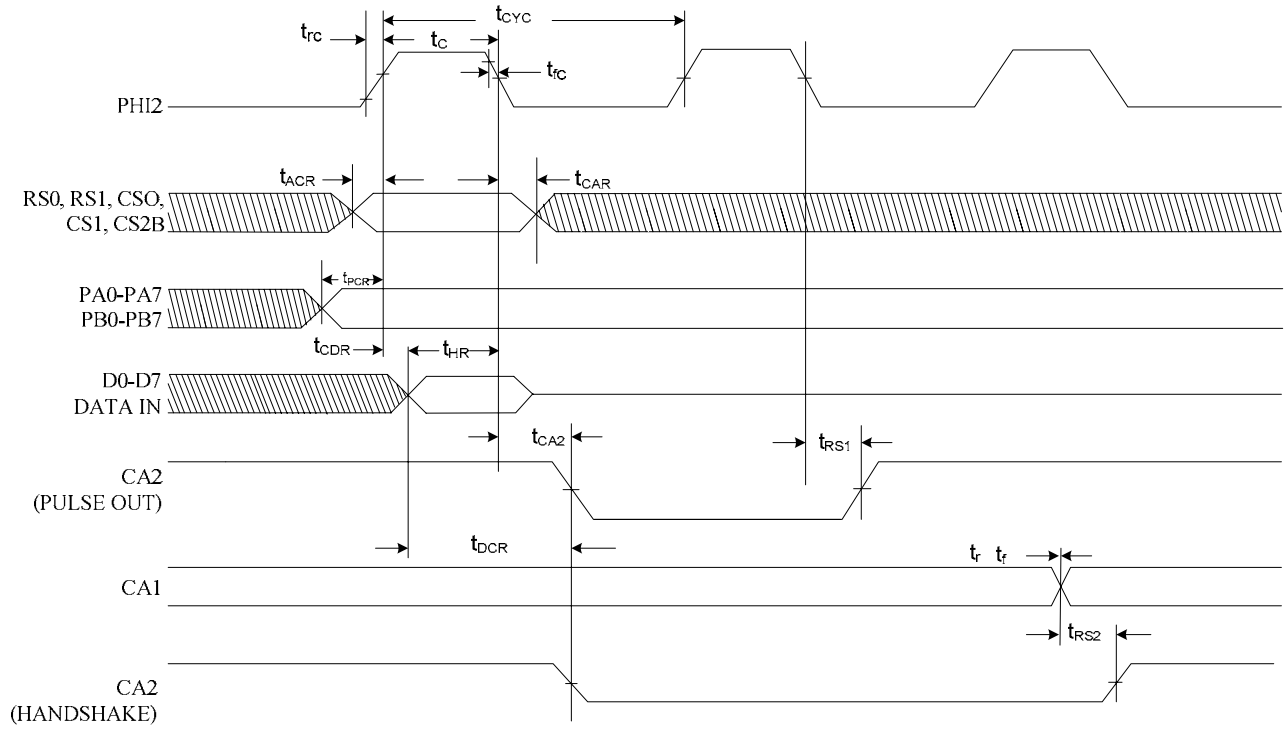 tCYC
trc
tC
tfC
PHI2
tACR
tCAR
RS0, RS1, CSO,
CS1, CS2B
tPCR
PA0-PA7
PB0-PB7
tCDR
tHR
D0-D7
DATA IN
tCA2
tRS1
CA2
(PULSE OUT)
tDCR
tr tf
CA1
tRS2
CA2
(HANDSHAKE)